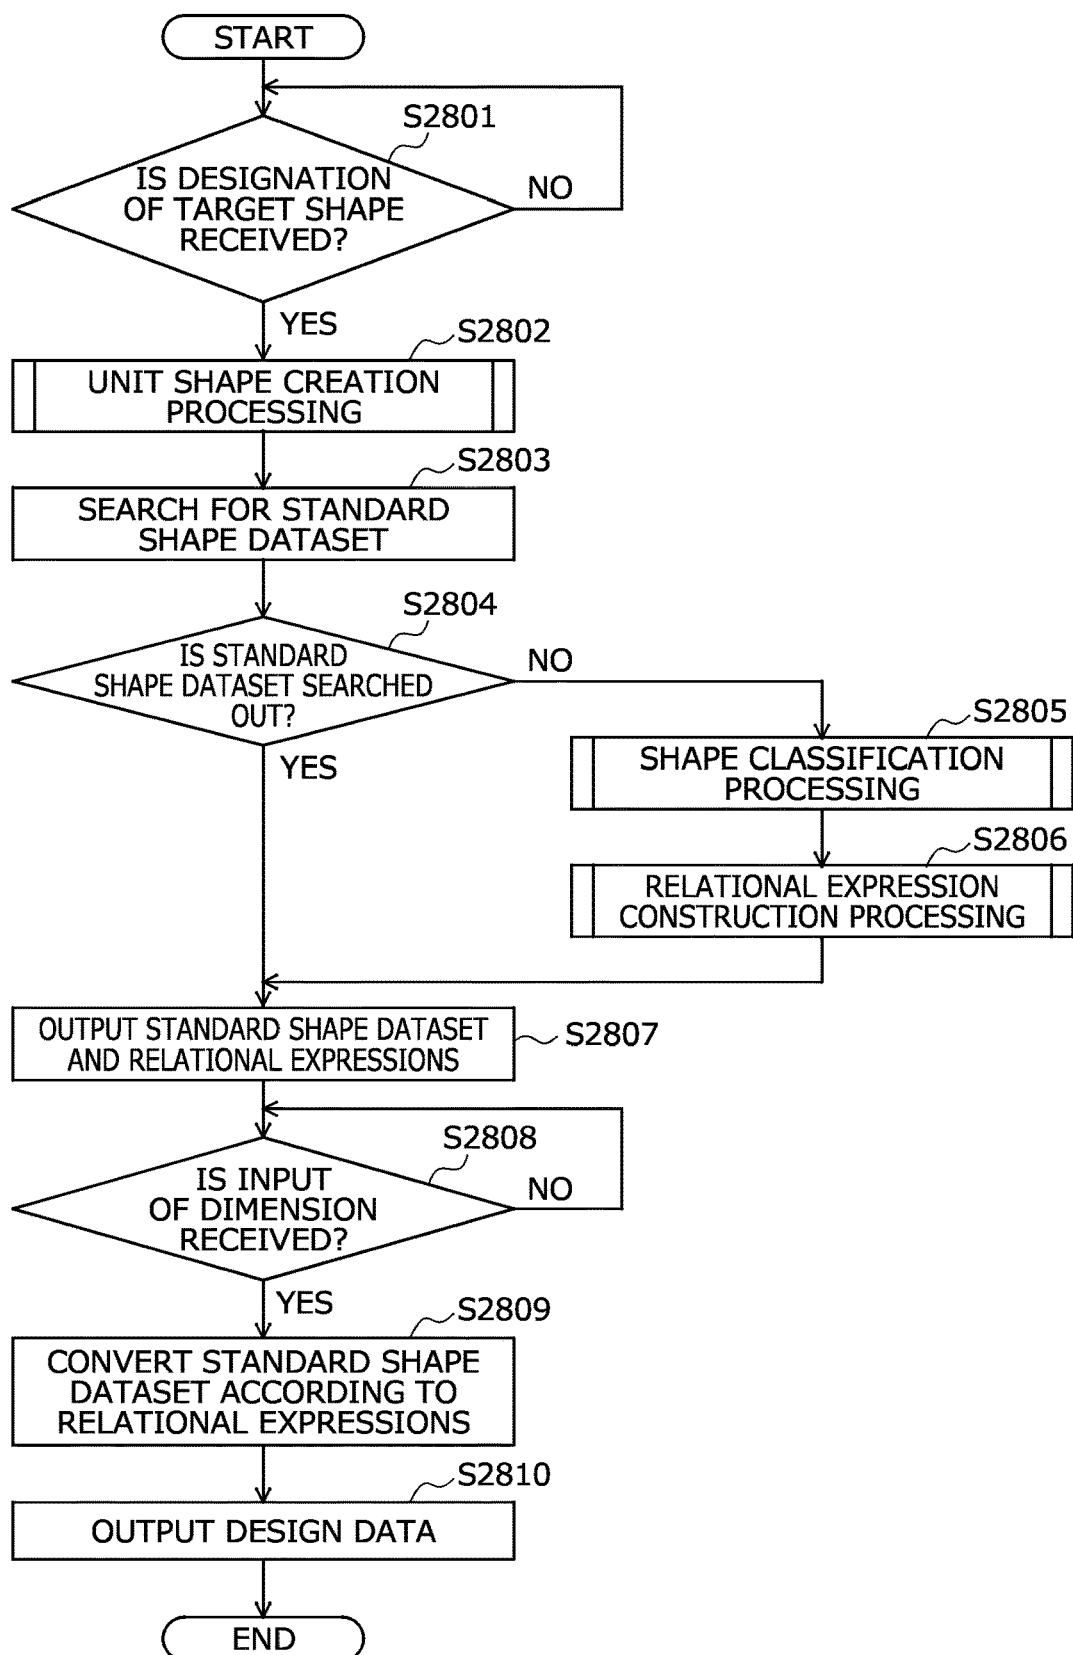 START
S2801
IS DESIGNATION
OF TARGET SHAPE
RECEIVED?
NO
YES
S2802
UNIT SHAPE CREATION
PROCESSING
S2803
SEARCH FOR STANDARD
SHAPE DATASET
S2804
IS STANDARD
SHAPE DATASET SEARCHED
OUT?
NO
YES
S2805
SHAPE CLASSIFICATION
PROCESSING
S2806
RELATIONAL EXPRESSION
CONSTRUCTION PROCESSING
OUTPUT STANDARD SHAPE DATASET
AND RELATIONAL EXPRESSIONS
S2807
S2808
IS INPUT
OF DIMENSION
RECEIVED?
NO
YES
S2809
CONVERT STANDARD SHAPE
DATASET ACCORDING TO
RELATIONAL EXPRESSIONS
S2810
OUTPUT DESIGN DATA
END